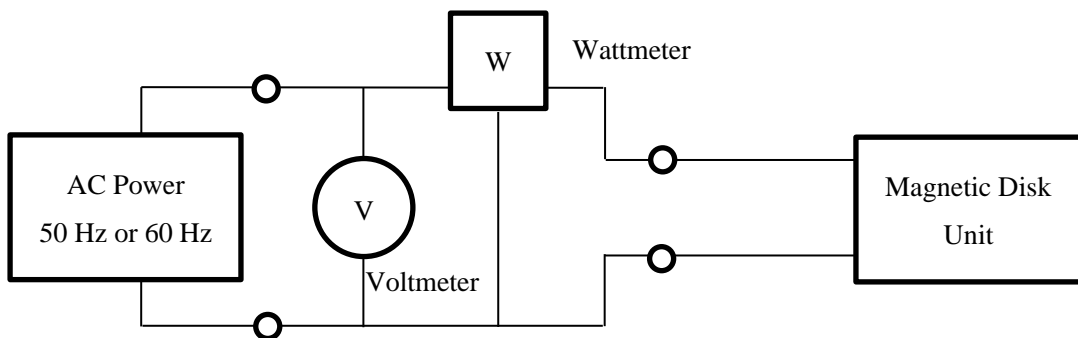 W
Wattmeter
AC Power
50 Hz or 60 Hz
V
Voltmeter
Magnetic Disk
Unit